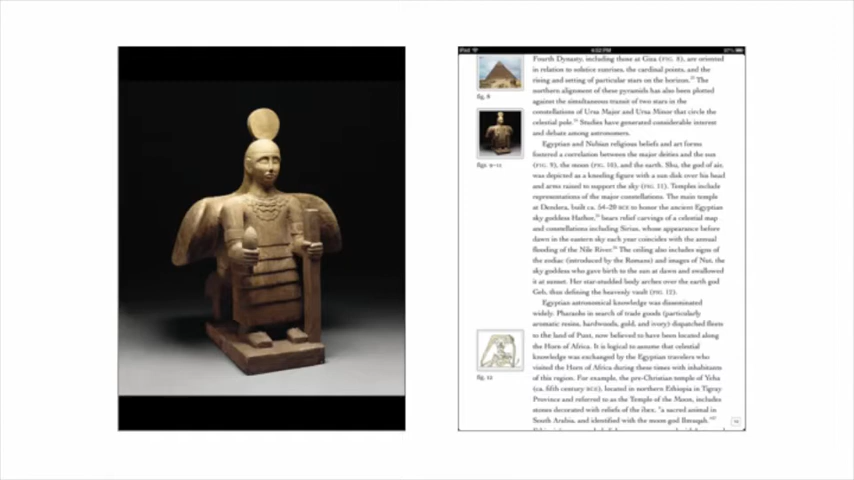 iPad
4:52 PM
Fourth Dynasty, including those at Giza (FIG. 8), are oriented
in relation to solstice sunrises, the cardinal points, and the
rising and setting of particular stars on the horizon. The
northern alignment of these pyramids has also been plotted
against the simultaneous transit of two stars in the
constellations of Ursa Major and Ursa Minor that circle the
celestial pole. Studies have generated considerable interest
and debate among astronomers.
Egyptian and Nubian religious beliefs and art forms
fostered a correlation between the major deities and the sun
(FIG. 9), the moon (FIG. 10), and the earth. Shu, the god of air,
was depicted as a kneeling figure with a sun disk over his head
and arms raised to support the sky (FIG. 11). Temples include
representations of the major constellations. The main temple
at Dendera, built ca. 54–20 BCE to honor the ancient Egyptian
sky goddess Hathor, bears relief carvings of a celestial map
and constellations including Sirius, whose appearance before
dawn in the eastern sky each year coincides with the annual
flooding of the Nile River. The ceiling also includes signs of
the zodiac (introduced by the Romans) and images of Nut, the
sky goddess who gave birth to the sun at dawn and swallowed
it at sunset. Her star-studded body arches over the earth god
Geb, thus defining the heavenly vault (FIG. 12).
Egyptian astronomical knowledge was disseminated
widely. Pharaohs in search of trade goods (particularly
aromatic resins, hardwoods, gold, and ivory) dispatched fleets
to the land of Punt, now believed to have been located along
the Horn of Africa. It is logical to assume that celestial
knowledge was exchanged by the Egyptian travelers who
visited the Horn of Africa during these times with inhabitants
of this region. For example, the pre-Christian temple of Yeha
(ca. fifth century BCE), located in northern Ethiopia in Tigray
Province and referred to as the Temple of the Moon, includes
stones decorated with reliefs of the ibex, "a sacred animal in
South Arabia, and identified with the moon god Ilmuqah."
fig. 8
figs. 9–11
fig. 12